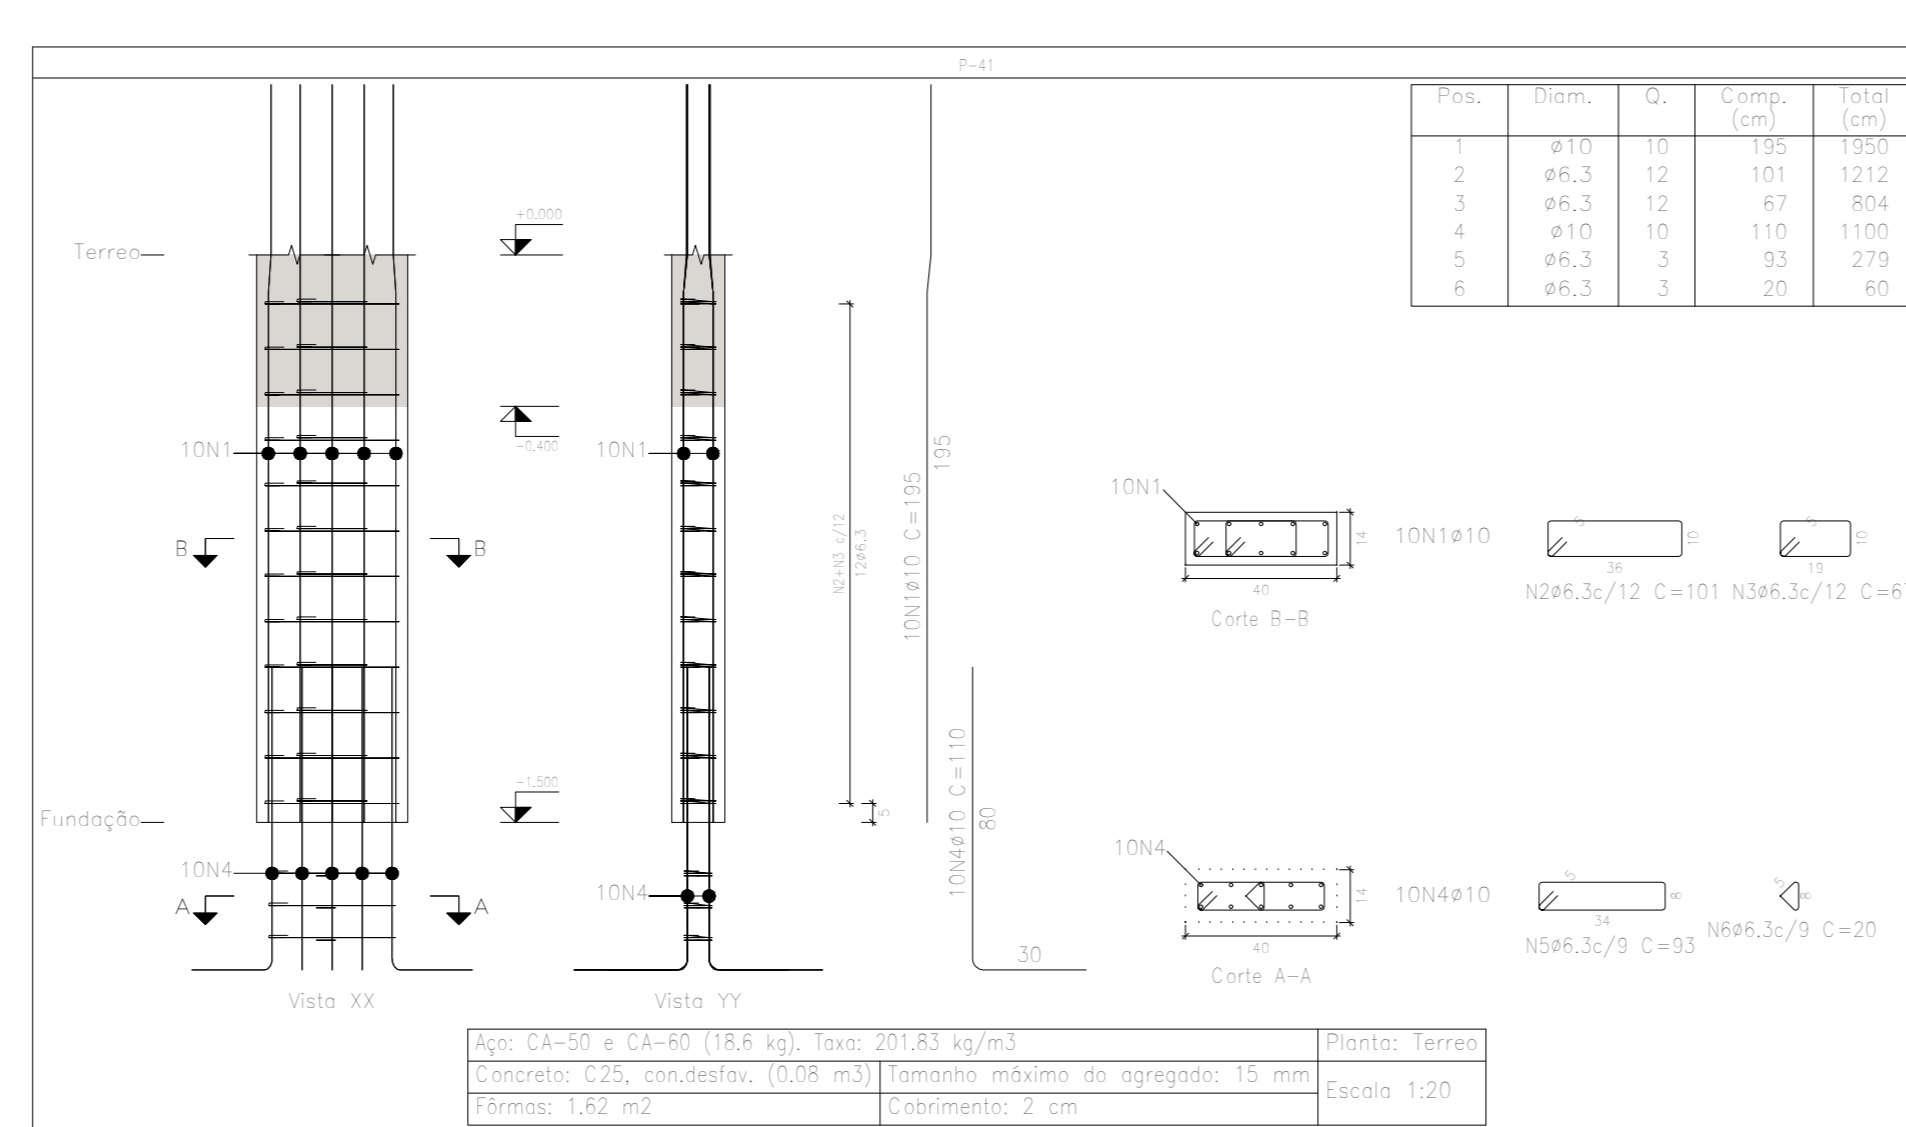 P-41
Pos. Diam. Q. Comp. (cm) Total (cm)
1 ø10 10 195 1950
2 ø6.3 12 101 1212
3 ø6.3 12 67 804
4 ø10 10 110 1100
5 ø6.3 3 93 279
6 ø6.3 3 20 60
+0.000
Terreo
-0.400
10N1
10N1
B B
N2+N3 c/12
12ø6.3
10N1ø10 C=195
195
10N1
14
40
Corte B-B
10N1ø10
5
10
36
N2ø6.3c/12 C=101
5
10
19
N3ø6.3c/12 C=6
-1.500
Fundação
5
10N4
10N4
A A
10N4ø10 C=110
80
30
Vista XX
Vista YY
10N4
14
40
Corte A-A
10N4ø10
5
8
34
N5ø6.3c/9 C=93
5
8
N6ø6.3c/9 C=20
Aço: CA-50 e CA-60 (18.6 kg). Taxa: 201.83 kg/m3
Planta: Terreo
Concreto: C25, con.desfav. (0.08 m3)
Tamanho máximo do agregado: 15 mm
Escala 1:20
Fôrmas: 1.62 m2
Cobrimento: 2 cm